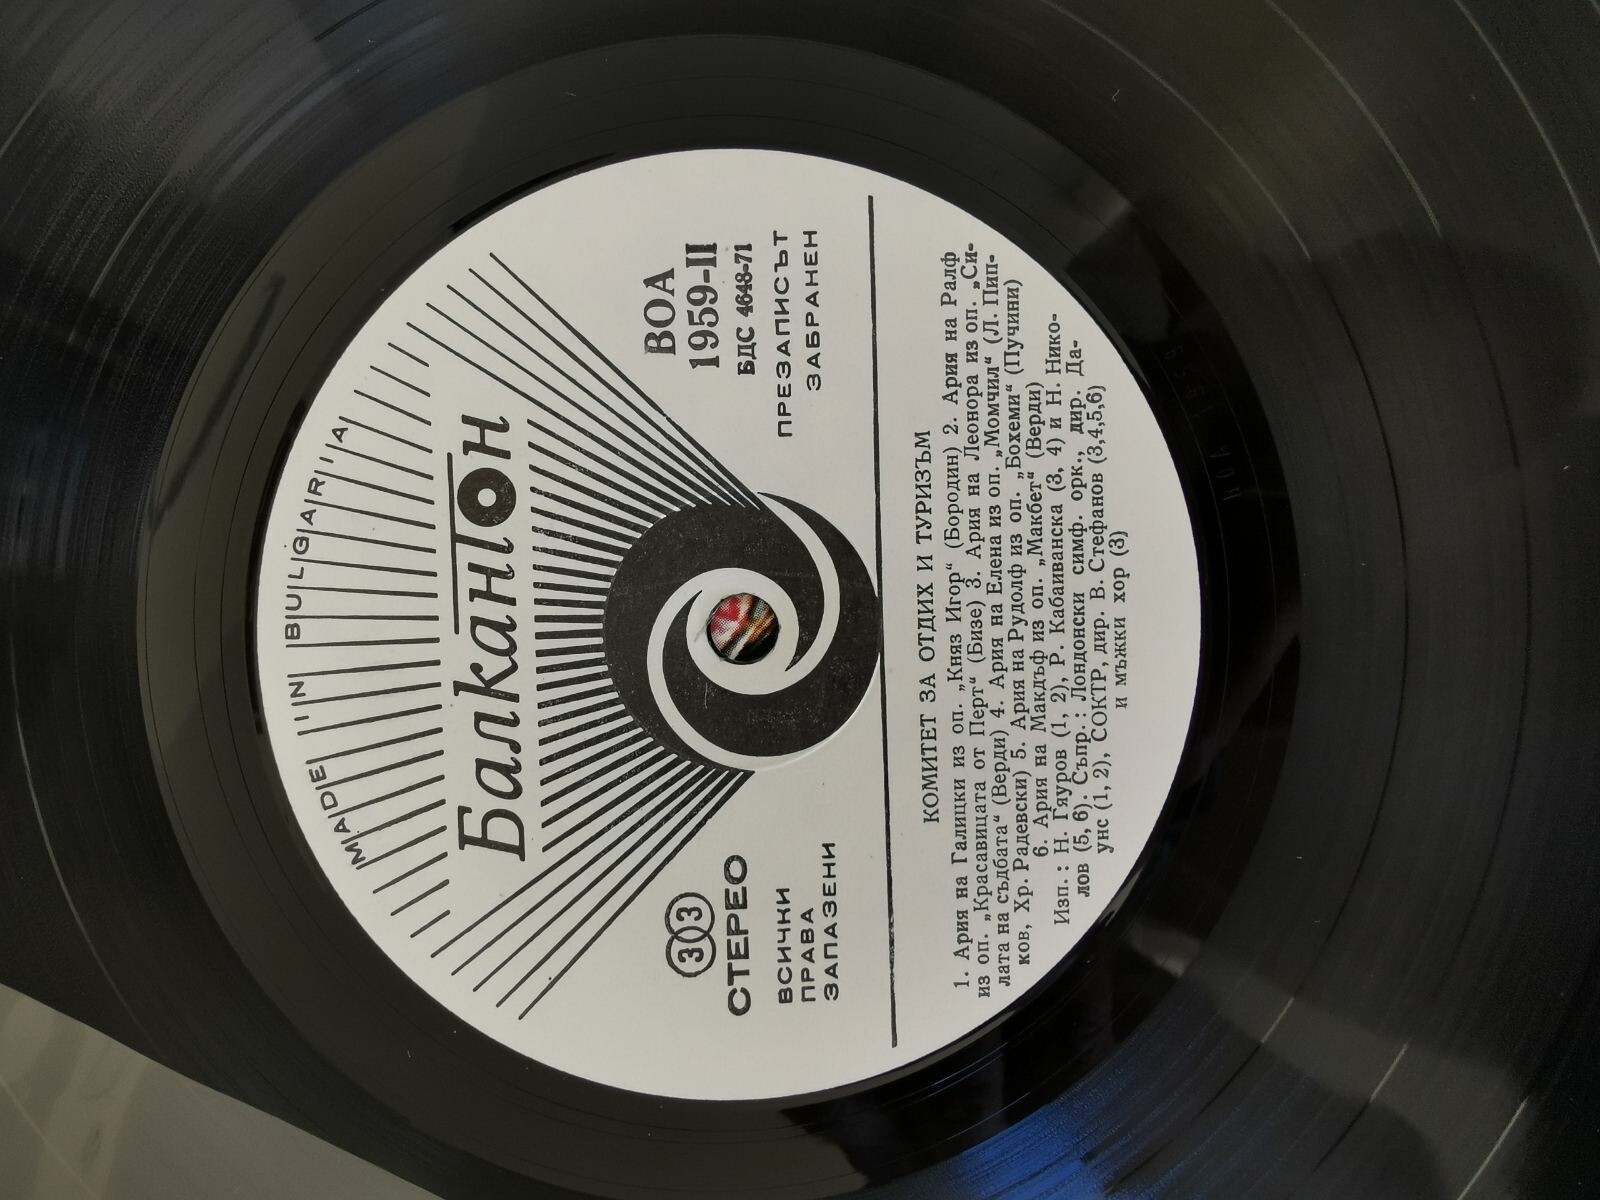 MADE IN BULGARIA
Балкантон
ВОА
1959-II
БДС 4648-71
ПРЕЗАПИСЪТ
ЗАБРАНЕН
33
СТЕРЕО
ВСИЧКИ
ПРАВА
ЗАПАЗЕНИ
КОМИТЕТ ЗА ОТДИХ И ТУРИЗЪМ
1. Ария на Галицки из оп. „Княз Игор“ (Бородин) 2. Ария на Ралф
из оп. „Красавицата от Перт“ (Бизе) 3. Ария на Леонора из оп. „Си-
лата на съдбата“ (Верди) 4. Ария на Елена из оп. „Момчил“ (Л. Пип-
ков, Хр. Радевски) 5. Ария на Рудолф из оп. „Бохеми“ (Пучини)
6. Ария на Макдъф из оп. „Макбет“ (Верди)
Изп.: Н. Гяуров (1, 2), Р. Кабаиванска (3, 4) и Н. Нико-
лов (5, 6). Съпр.: Лондонски симф. орк., дир. Да-
унс (1, 2), СОКТР, дир. В. Стефанов (3,4,5,6)
и мъжки хор (3)